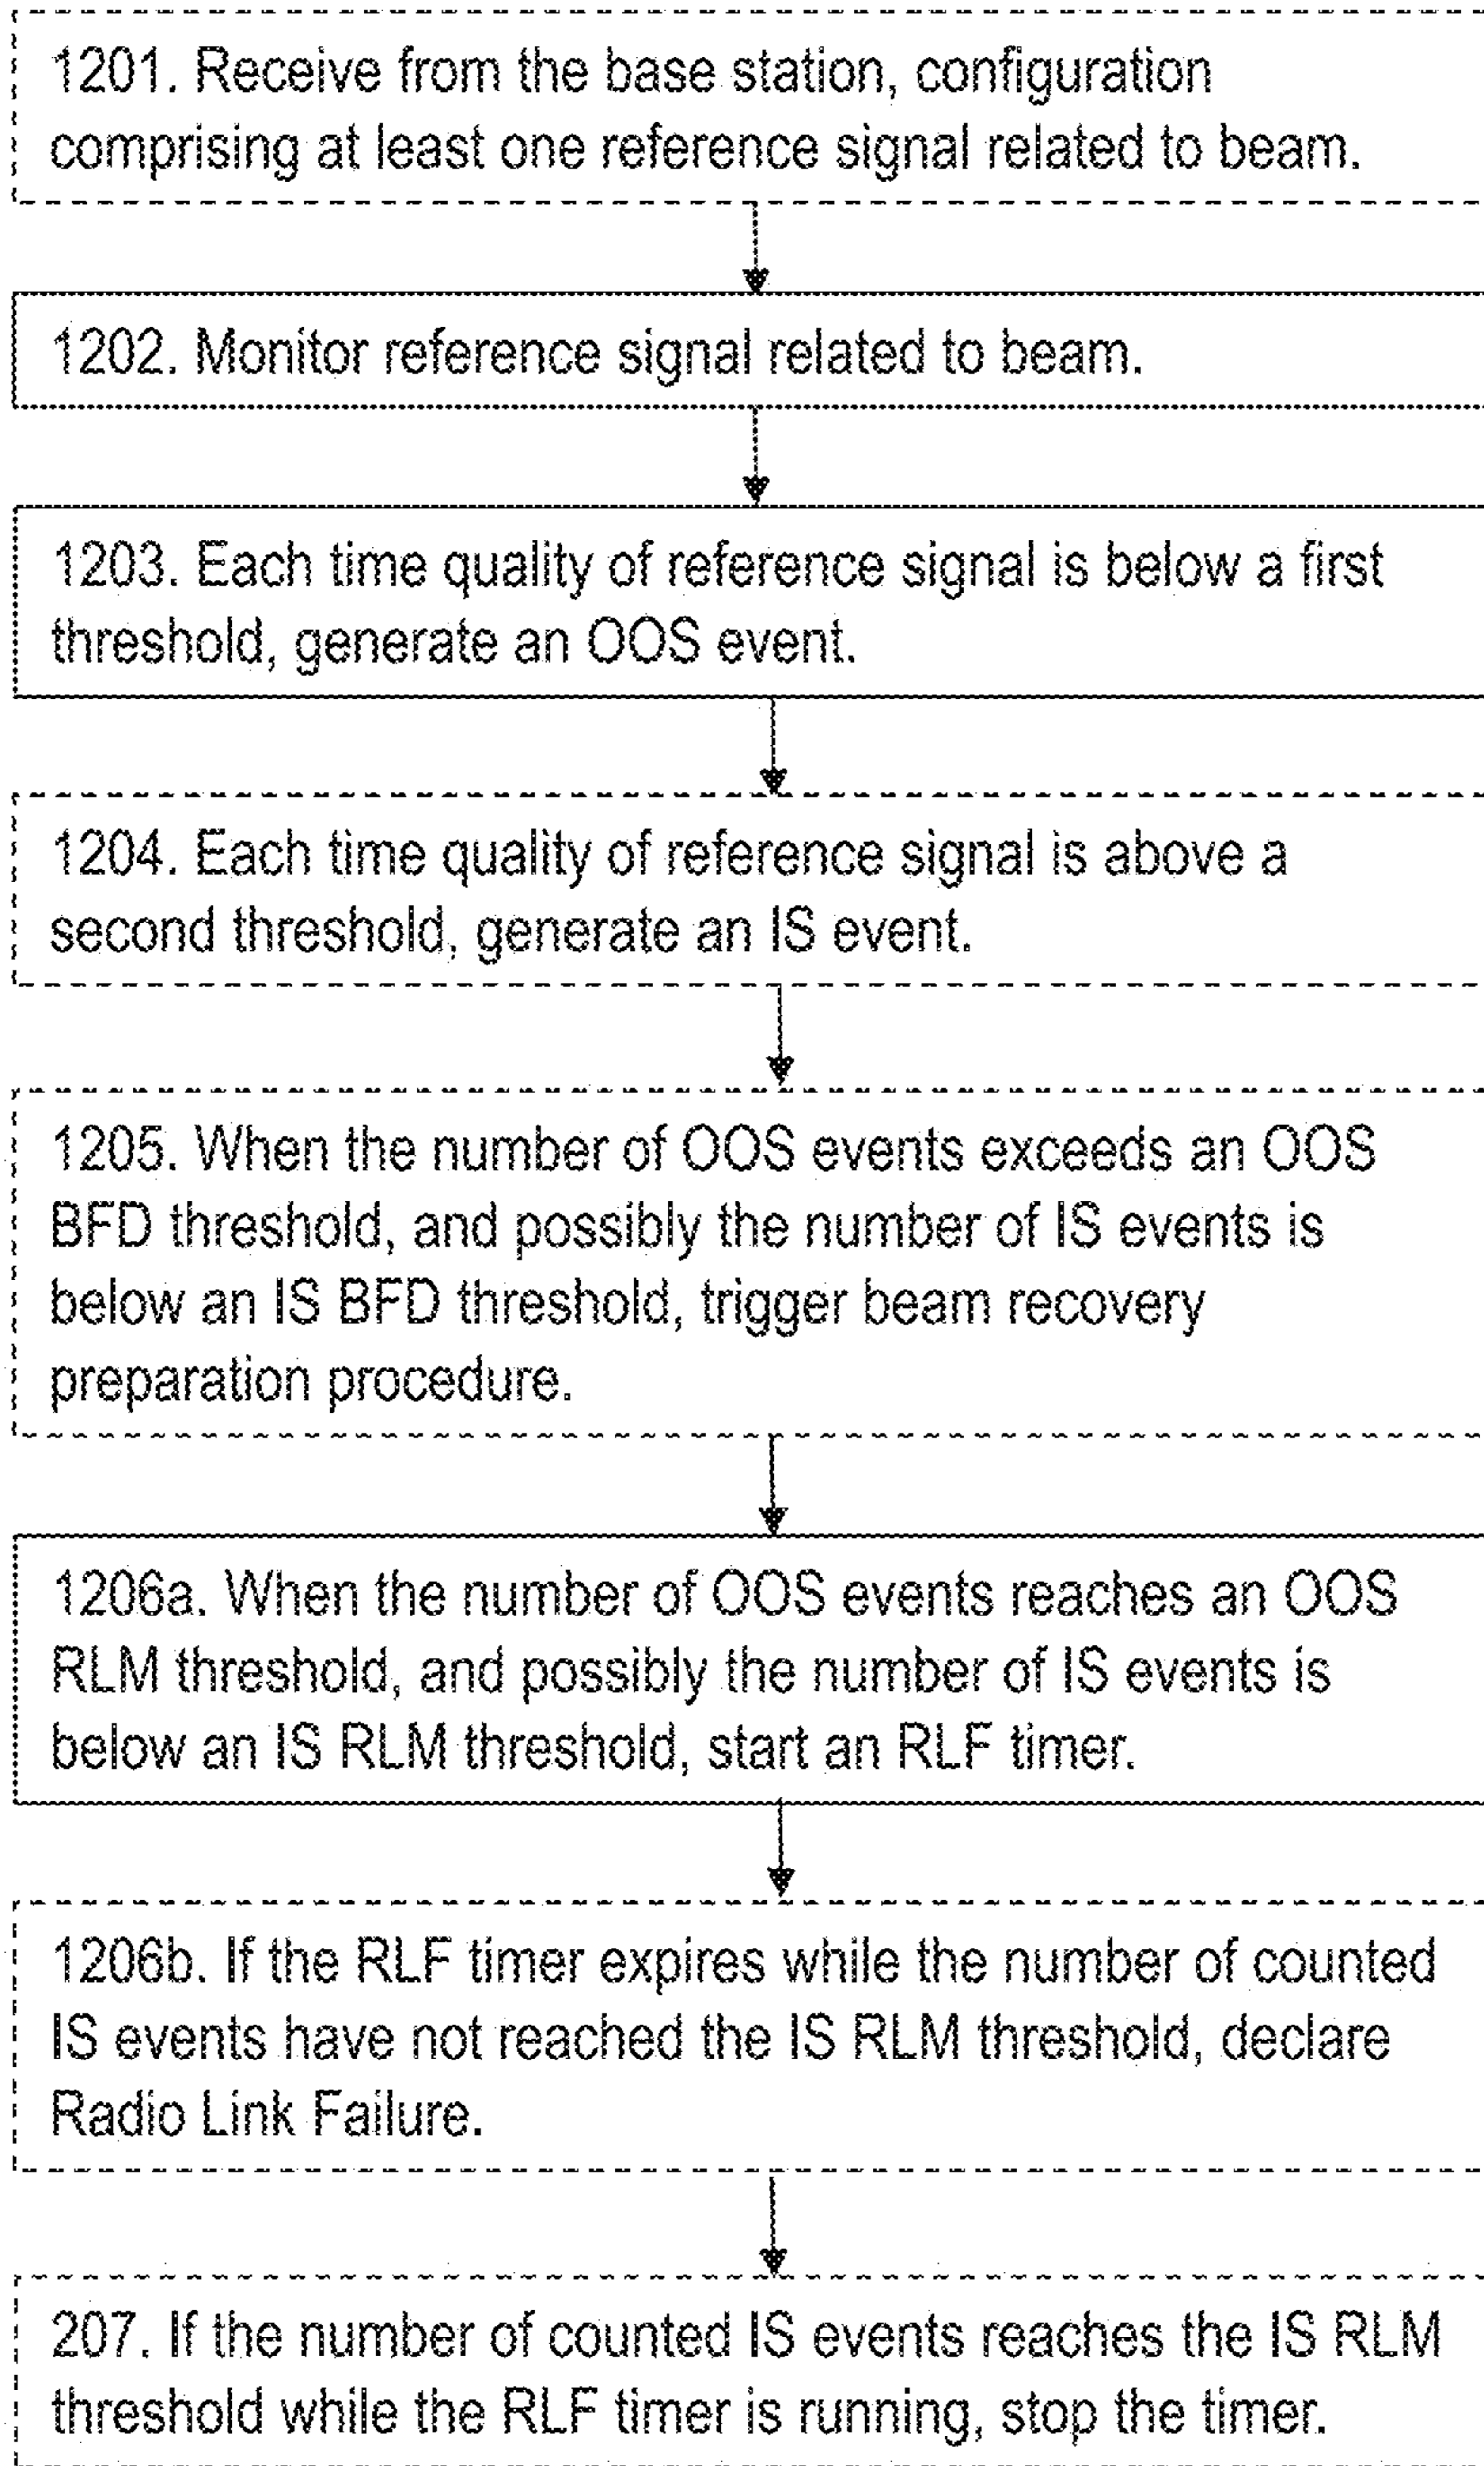 1201. Receive from the base station, configuration
comprising at least one reference signal related to beam.
1202. Monitor reference signal related to beam.
1203. Each time quality of reference signal is below a first
threshold, generate an OOS event.
1204. Each time quality of reference signal is above a
second threshold, generate an IS event.
1205. When the number of OOS events exceeds an OOS
BFD threshold, and possibly the number of IS events is
below an IS BFD threshold, trigger beam recovery
preparation procedure.
1206a. When the number of OOS events reaches an OOS
RLM threshold, and possibly the number of IS events is
below an IS RLM threshold, start an RLF timer.
1206b. If the RLF timer expires while the number of counted
IS events have not reached the IS RLM threshold, declare
Radio Link Failure.
207. If the number of counted IS events reaches the IS RLM
threshold while the RLF timer is running, stop the timer.